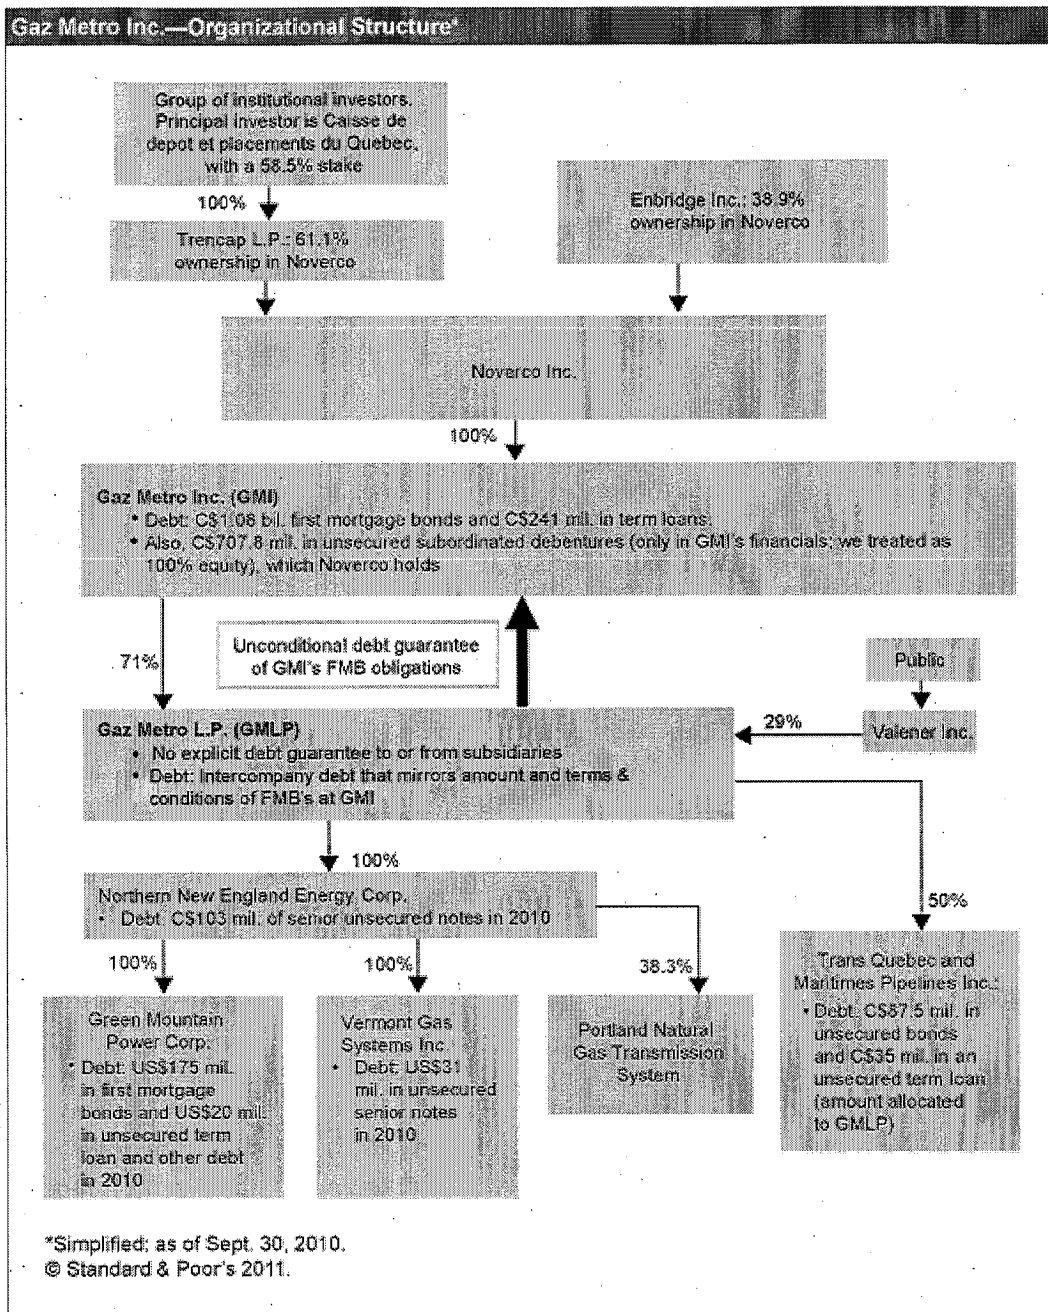 Gaz Metro Inc.—Organizational Structure*
Group of institutional investors.
Principal investor is Caisse de
depot et placements du Quebec,
with a 58.5% stake
100%
Trencap L.P.: 61.1%
ownership in Noverco
Enbridge Inc.: 38.9%
ownership in Noverco
Noverco Inc.
100%
Gaz Metro Inc. (GMI)
• Debt: C$1.08 bil. first mortgage bonds and C$241 mil. in term loans.
• Also, C$707.8 mil. in unsecured subordinated debentures (only in GMI's financials; we treated as
100% equity), which Noverco holds
71%
Unconditional debt guarantee
of GMI's FMB obligations
Public
Valener Inc.
29%
Gaz Metro L.P. (GMLP)
• No explicit debt guarantee to or from subsidiaries
• Debt: Intercompany debt that mirrors amount and terms &
conditions of FMB's at GMI
100%
50%
Northern New England Energy Corp.
• Debt: C$103 mil. of senior unsecured notes in 2010
100%
100%
38.3%
Green Mountain
Power Corp.
• Debt: US$175 mil.
in first mortgage
bonds and US$20 mil.
in unsecured term
loan and other debt
in 2010
Vermont Gas
Systems Inc.
• Debt: US$31
mil. in unsecured
senior notes
in 2010
Portland Natural
Gas Transmission
System
Trans Quebec and
Maritimes Pipelines Inc.:
• Debt: C$87.5 mil. in
unsecured bonds
and C$35 mil. in an
unsecured term loan
(amount allocated
to GMLP)
*Simplified; as of Sept. 30, 2010.
© Standard & Poor's 2011.